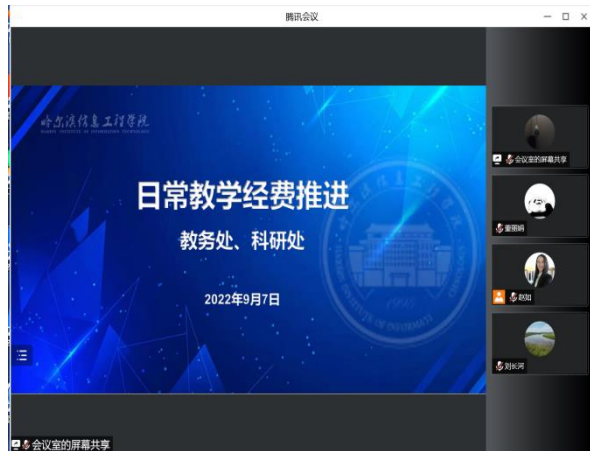 腾讯会议
哈尔滨信息工程学院
日常教学经费推进
教务处、科研处
2022年9月7日
会议室的屏幕共享
董丽娟
赵如
刘长河
会议室的屏幕共享